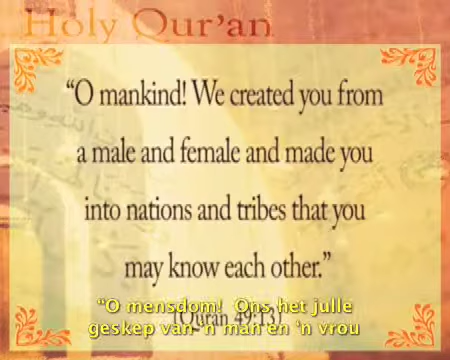 Holy Qur'an
“O mankind! We created you from
a male and female and made you
into nations and tribes that you
may know each other.”
[Quran 49:13]
“O mensdom! Ons het julle
geskep van 'n man en 'n vrou